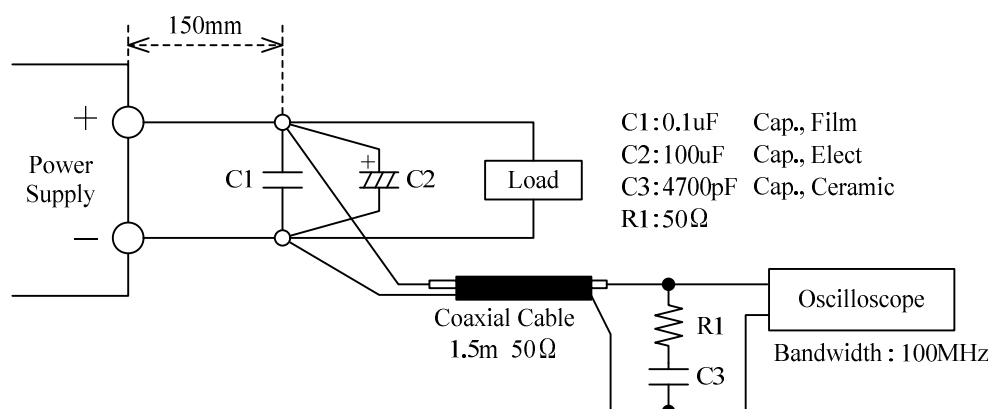 150mm
+
Power
Supply
−
C1
+
C2
Load
C1:0.1uF Cap., Film
C2:100uF Cap., Elect
C3:4700pF Cap., Ceramic
R1:50Ω
Coaxial Cable
1.5m 50Ω
R1
C3
Oscilloscope
Bandwidth : 100MHz